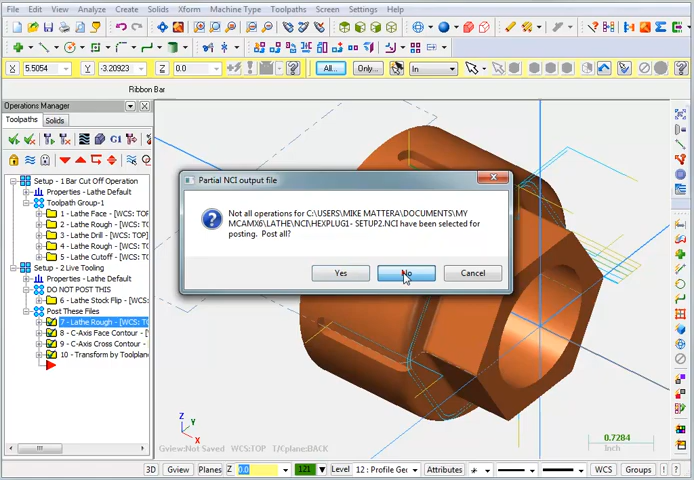 File Edit View Analyze Create Solids Xform Machine Type Toolpaths Screen Settings Help
X 5.5054 Y -3.20923 Z 0.0 All... Only... In
Ribbon Bar
Operations Manager
Toolpaths Solids
G1
Setup - 1 Bar Cut Off Operation
Properties - Lathe Default
Toolpath Group-1
1 - Lathe Face - [WCS: TOP
2 - Lathe Rough - [WCS: TO
3 - Lathe Drill - [WCS: TOP]
4 - Lathe Rough - [WCS: TO
5 - Lathe Cutoff - [WCS: TO
Setup - 2 Live Tooling
Properties - Lathe Default
DO NOT POST THIS
6 - Lathe Stock Flip - [WCS:
Post These Files
7 - Lathe Rough - [WCS: TO
8 - C-Axis Face Contour - [
9 - C-Axis Cross Contour -
10 - Transform by Toolplan
Partial NCI output file
Not all operations for C:\USERS\MIKE MATTERA\DOCUMENTS\MY
MCAMX6\LATHE\NCI\HEXPLUG1- SETUP2.NCI have been selected for
posting. Post all?
Yes No Cancel
Z Y X
Gview:Not Saved WCS:TOP T/Cplane:BACK
0.7284
Inch
3D Gview Planes Z 0.0 121 Level 12 : Profile Ge Attributes WCS Groups ! ?